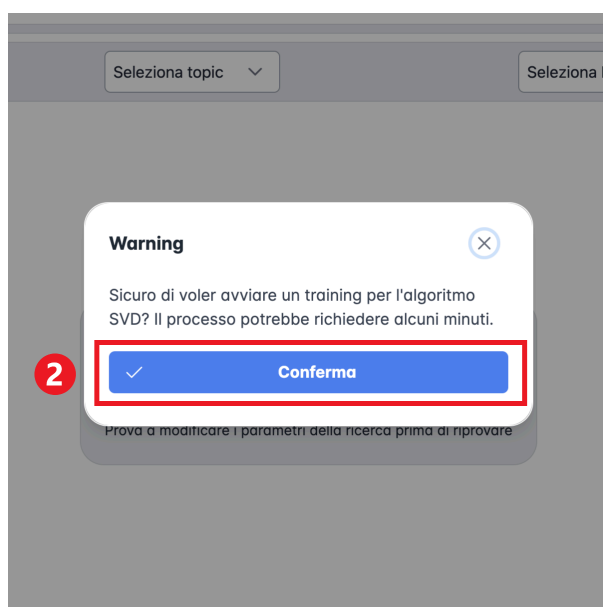 Seleziona topic
Seleziona
Warning
Sicuro di voler avviare un training per l'algoritmo
SVD? Il processo potrebbe richiedere alcuni minuti.
2
Conferma
Prova a modificare i parametri della ricerca prima di riprovare